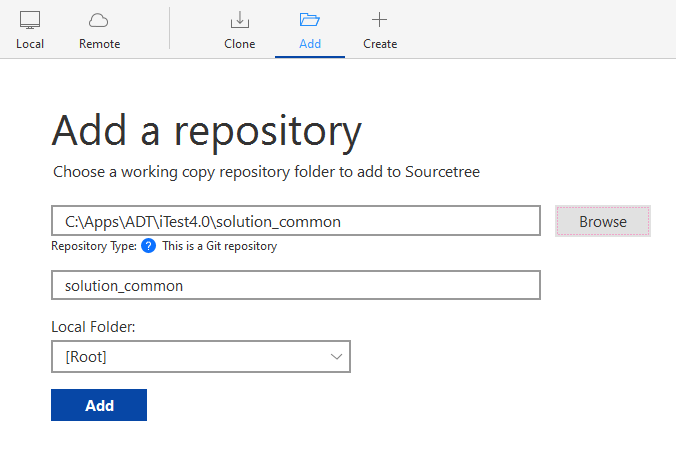 Local Remote Clone Add Create
Add a repository
Choose a working copy repository folder to add to Sourcetree
C:\Apps\ADT\iTest4.0\solution_common Browse
Repository Type: ? This is a Git repository
solution_common
Local Folder:
[Root]
Add